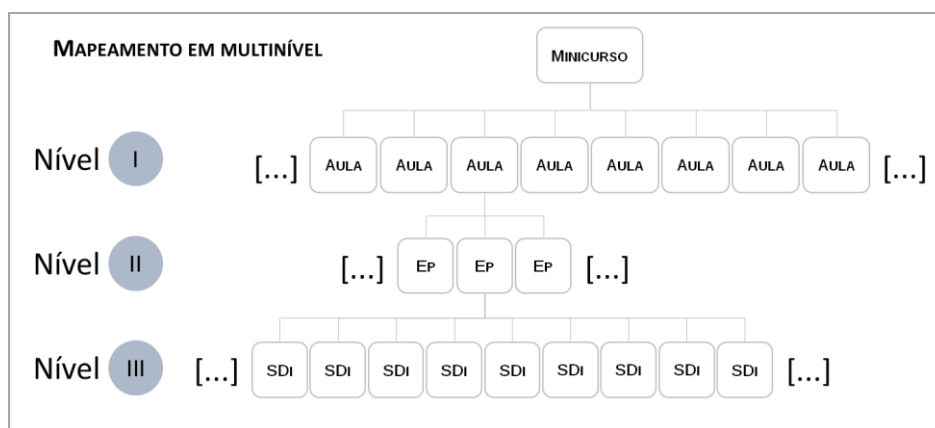 MAPEAMENTO EM MULTINÍVEL
MINICURSO
Nível I [...] AULA AULA AULA AULA AULA AULA AULA AULA [...]
Nível II [...] EP EP EP [...]
Nível III [...] SDI SDI SDI SDI SDI SDI SDI SDI SDI [...]